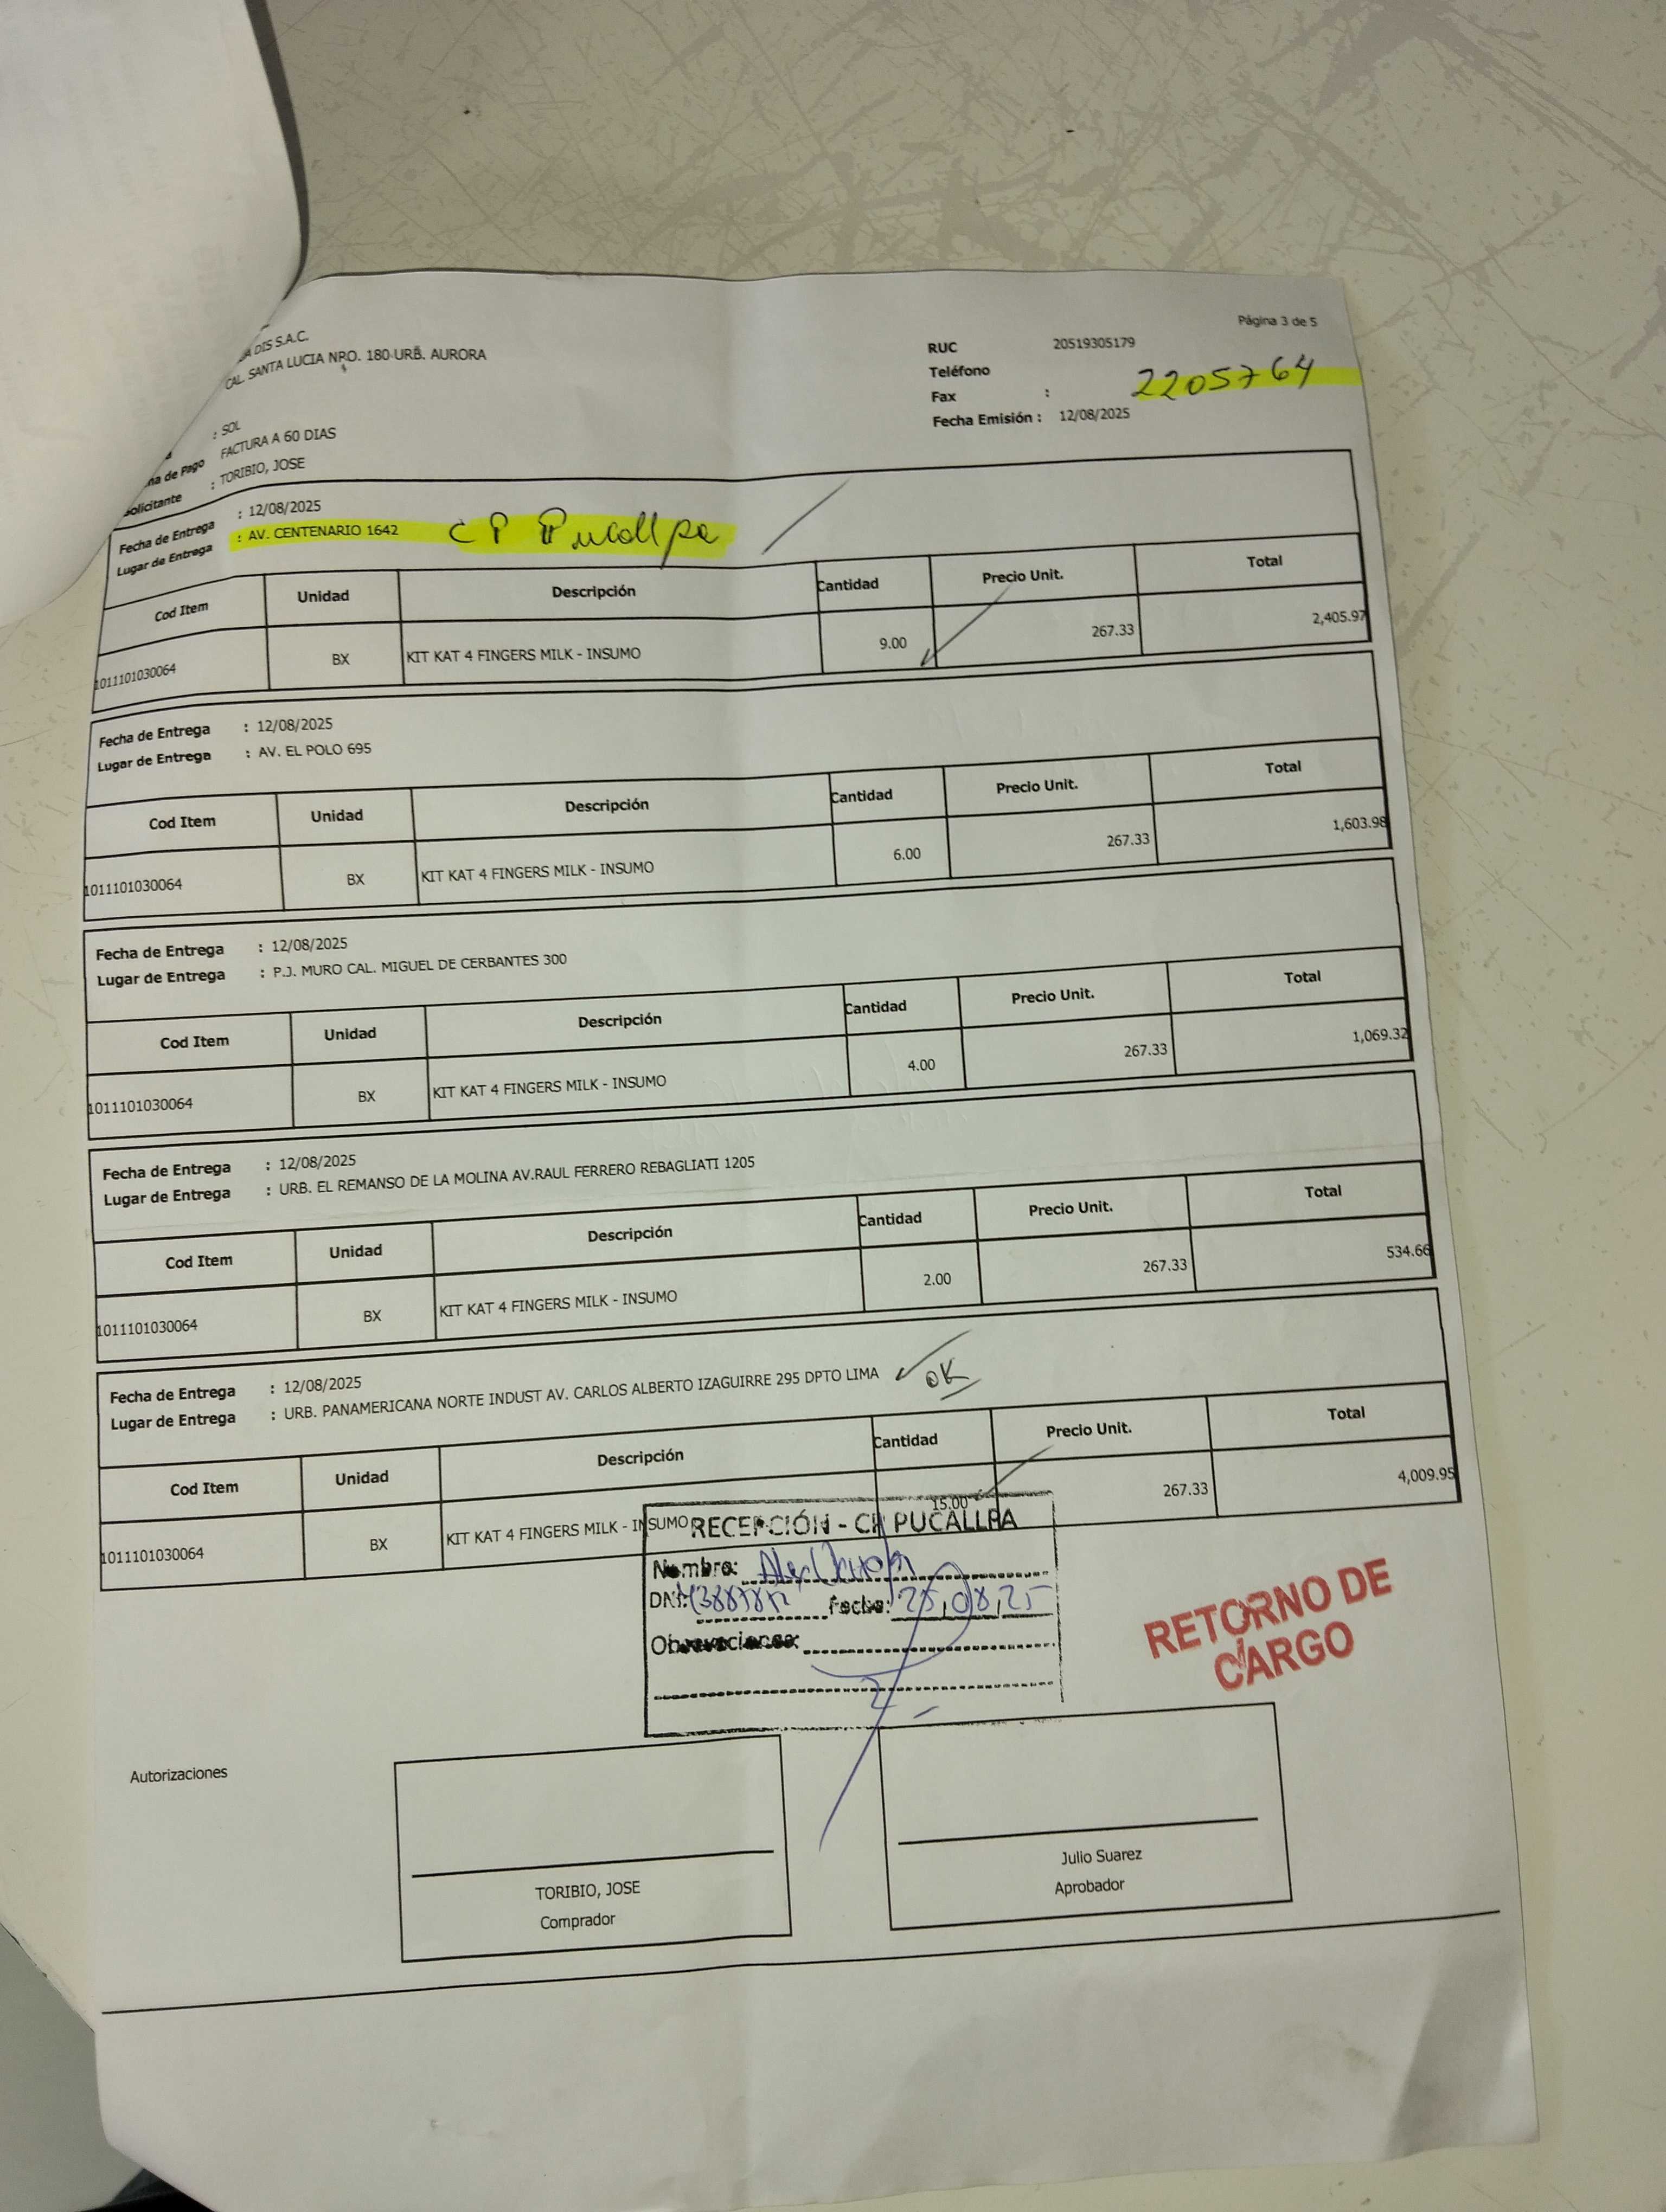 Página 3 de 5
DIS S.A.C.
CAL. SANTA LUCIA NRO. 180 URB. AURORA
RUC 20519305179
Teléfono
Fax : 2205764
Fecha Emisión : 12/08/2025
: SOL
de Pago FACTURA A 60 DIAS
Solicitante : TORIBIO, JOSE
Fecha de Entrega : 12/08/2025
Lugar de Entrega : AV. CENTENARIO 1642 CP Pucallpa
Cod Item Unidad Descripción Cantidad Precio Unit. Total
1011101030064 BX KIT KAT 4 FINGERS MILK - INSUMO 9.00 267.33 2,405.97
Fecha de Entrega : 12/08/2025
Lugar de Entrega : AV. EL POLO 695
Cod Item Unidad Descripción Cantidad Precio Unit. Total
1011101030064 BX KIT KAT 4 FINGERS MILK - INSUMO 6.00 267.33 1,603.98
Fecha de Entrega : 12/08/2025
Lugar de Entrega : P.J. MURO CAL. MIGUEL DE CERBANTES 300
Cod Item Unidad Descripción Cantidad Precio Unit. Total
1011101030064 BX KIT KAT 4 FINGERS MILK - INSUMO 4.00 267.33 1,069.32
Fecha de Entrega : 12/08/2025
Lugar de Entrega : URB. EL REMANSO DE LA MOLINA AV.RAUL FERRERO REBAGLIATI 1205
Cod Item Unidad Descripción Cantidad Precio Unit. Total
1011101030064 BX KIT KAT 4 FINGERS MILK - INSUMO 2.00 267.33 534.66
Fecha de Entrega : 12/08/2025
Lugar de Entrega : URB. PANAMERICANA NORTE INDUST AV. CARLOS ALBERTO IZAGUIRRE 295 DPTO LIMA OK
Cod Item Unidad Descripción Cantidad Precio Unit. Total
1011101030064 BX KIT KAT 4 FINGERS MILK - INSUMO 15.00 267.33 4,009.95
RECEPCIÓN - CP PUCALLPA
Nombre:
DNI: Fecha: 25,08,25
Observaciones:
RETORNO DE
CARGO
Autorizaciones
TORIBIO, JOSE
Comprador
Julio Suarez
Aprobador